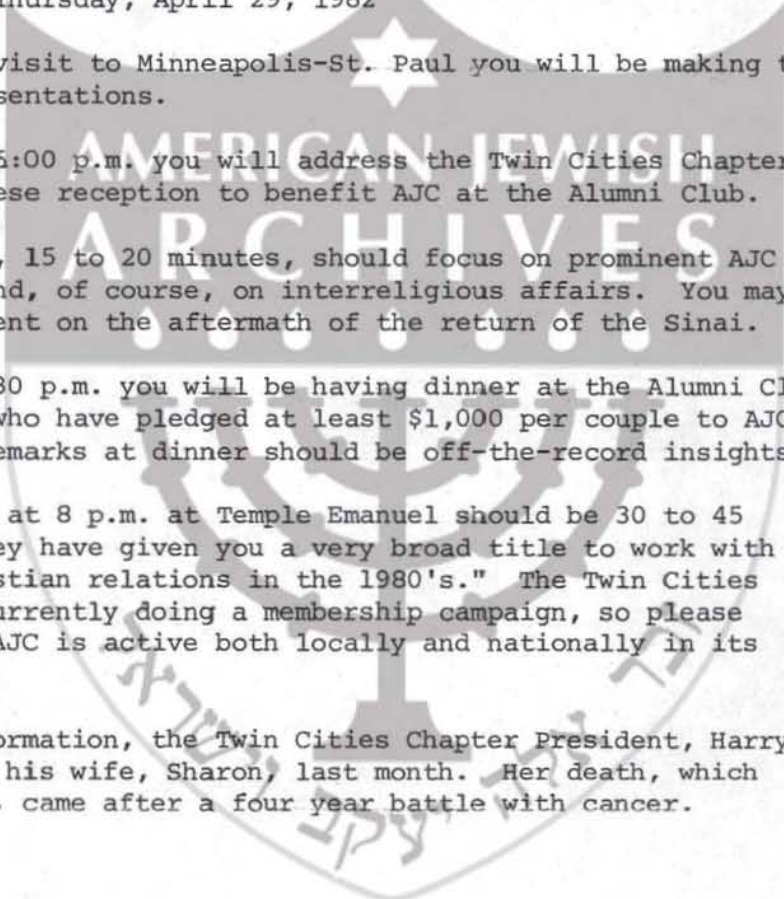 Thursday, April 29, 1982
visit to Minneapolis-St. Paul you will be making t
sentations.
6:00 p.m. you will address the Twin Cities Chapter
ese reception to benefit AJC at the Alumni Club.
, 15 to 20 minutes, should focus on prominent AJC
nd, of course, on interreligious affairs. You may
ent on the aftermath of the return of the Sinai.
30 p.m. you will be having dinner at the Alumni Cl
who have pledged at least $1,000 per couple to AJC
emarks at dinner should be off-the-record insights
at 8 p.m. at Temple Emanuel should be 30 to 45
ey have given you a very broad title to work with
stian relations in the 1980's." The Twin Cities
urrently doing a membership campaign, so please
AJC is active both locally and nationally in its
ormation, the Twin Cities Chapter President, Harry
his wife, Sharon, last month. Her death, which
came after a four year battle with cancer.
AMERICAN JEWISH
ARCHIVES
זכר אלה יעקב וישראל